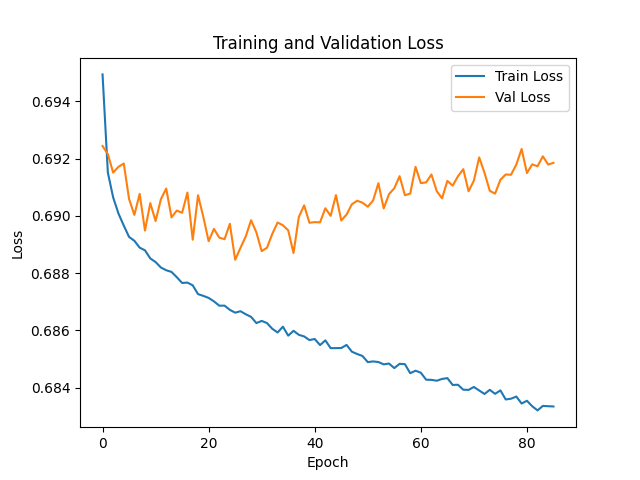 Training and Validation Loss
Train Loss
Val Loss
0.694
0.692
0.690
0.688
0.686
0.684
Loss
0 20 40 60 80
Epoch